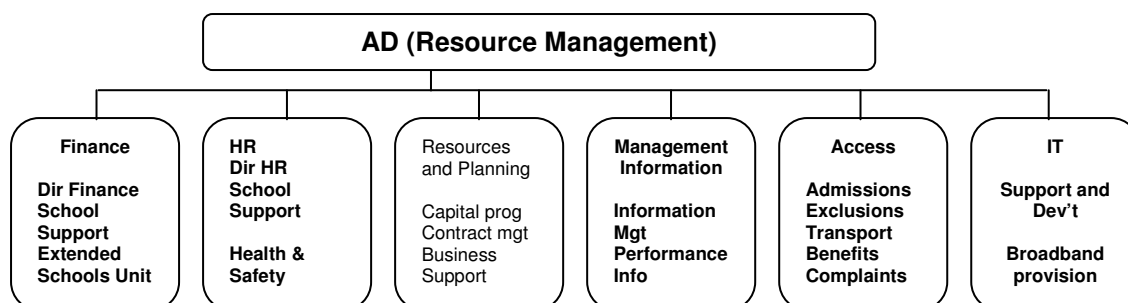 AD (Resource Management)
Finance
Dir Finance
School
Support
Extended
Schools Unit
HR
Dir HR
School
Support
Health &
Safety
Resources
and Planning
Capital prog
Contract mgt
Business
Support
Management
Information
Information
Mgt
Performance
Info
Access
Admissions
Exclusions
Transport
Benefits
Complaints
IT
Support and
Dev’t
Broadband
provision